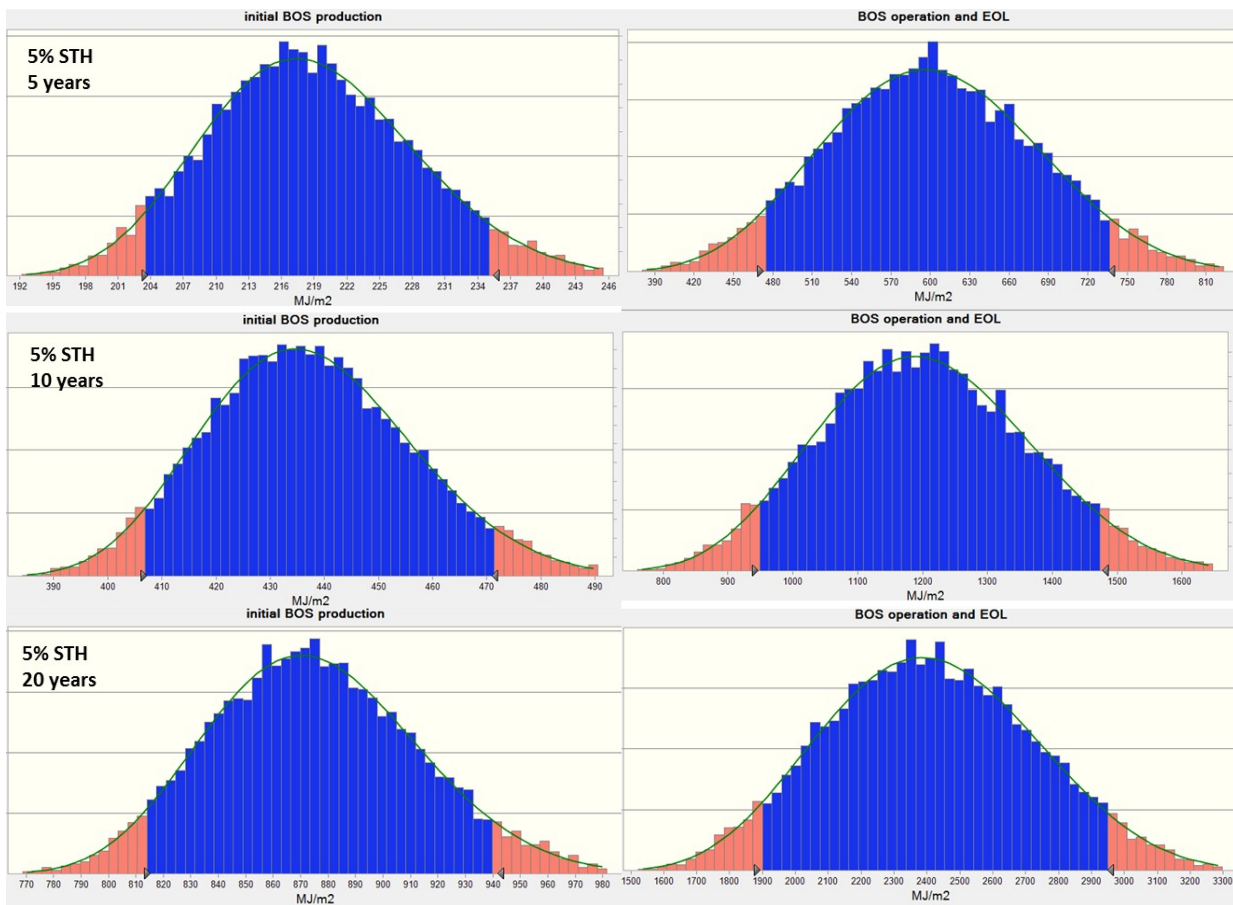 initial BOS production
5% STH
5 years
192 195 198 201 204 207 210 213 216 219 222 225 228 231 234 237 240 243 246
MJ/m2
BOS operation and EOL
390 420 450 480 510 540 570 600 630 660 690 720 750 780 810
MJ/m2
initial BOS production
5% STH
10 years
390 400 410 420 430 440 450 460 470 480 490
MJ/m2
BOS operation and EOL
800 900 1000 1100 1200 1300 1400 1500 1600
MJ/m2
initial BOS production
5% STH
20 years
770 780 790 800 810 820 830 840 850 860 870 880 890 900 910 920 930 940 950 960 970 981
MJ/m2
BOS operation and EOL
1500 1600 1700 1800 1900 2000 2100 2200 2300 2400 2500 2600 2700 2800 2900 3000 3100 3200 3300
MJ/m2